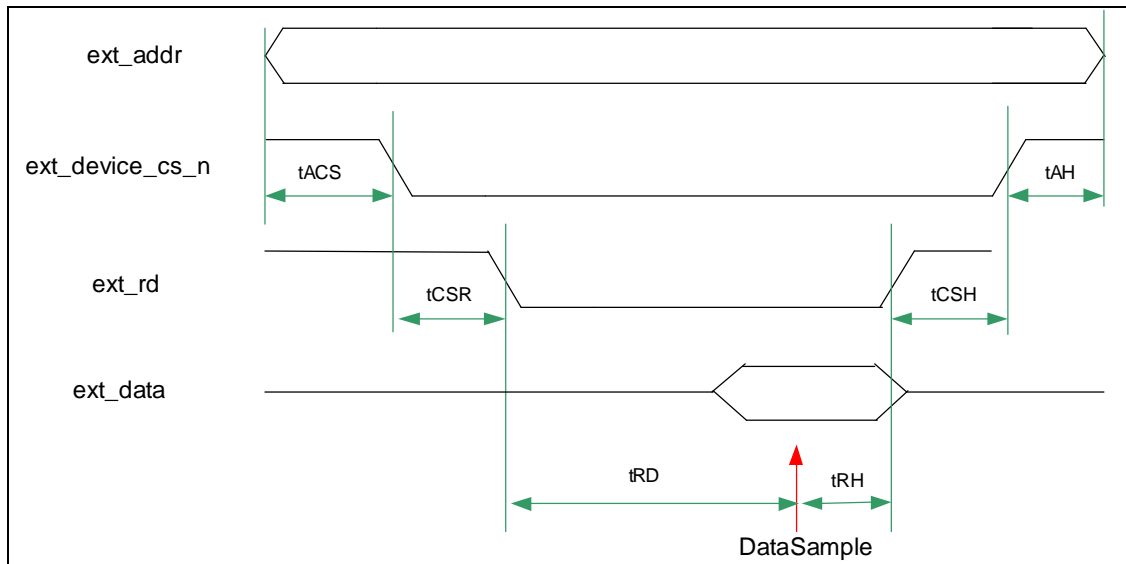 ext_addr
ext_device_cs_n
tACS
tAH
ext_rd
tCSR
tCSH
ext_data
tRD
tRH
DataSample